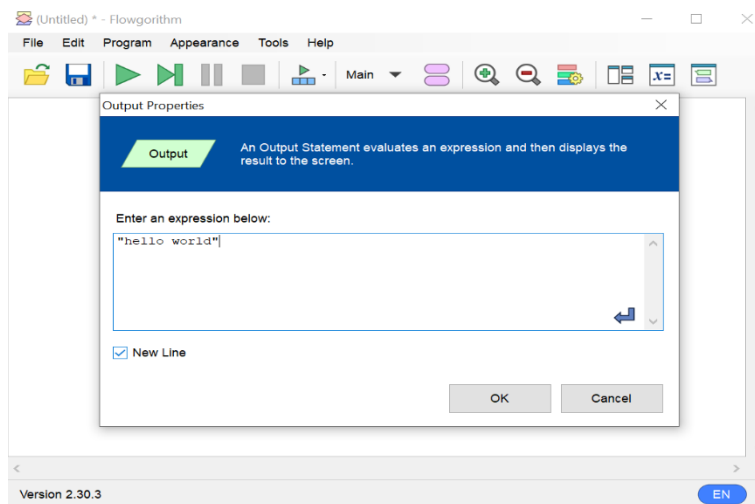 (Untitled) * - Flowgorithm
File Edit Program Appearance Tools Help
Main
x=
Output Properties
Output
An Output Statement evaluates an expression and then displays the
result to the screen.
Enter an expression below:
"hello world"
New Line
OK Cancel
Version 2.30.3 EN